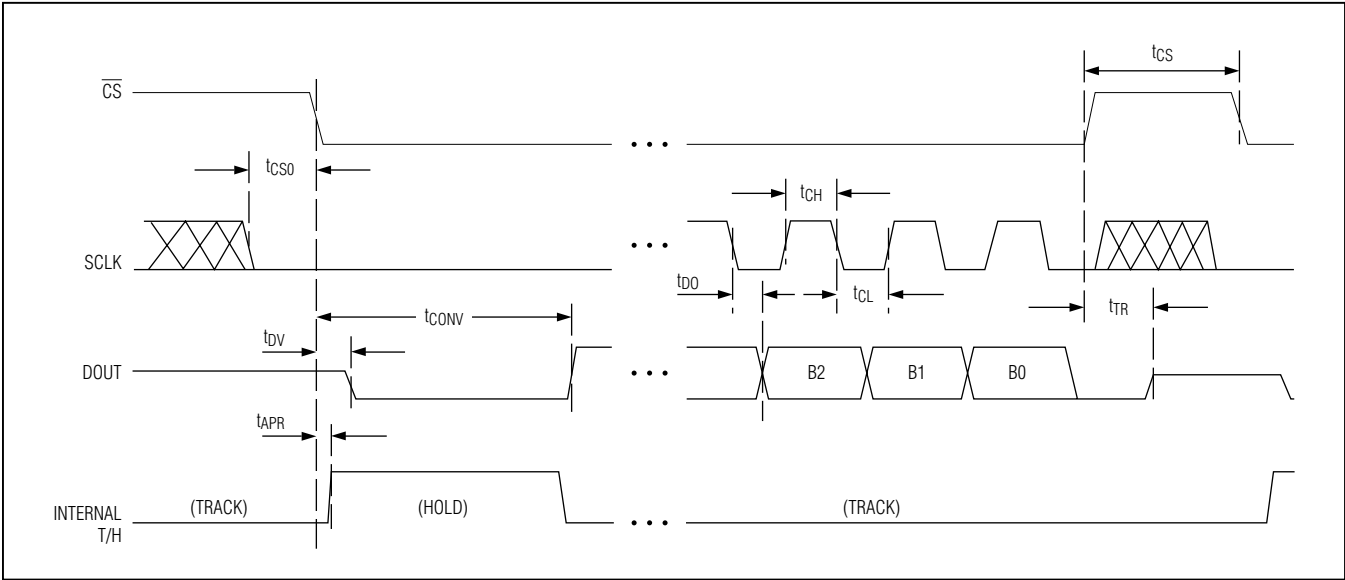 tCS
CS
tCS0
tCH
SCLK
tDO
tCL
tCONV
tTR
tDV
DOUT
B2
B1
B0
tAPR
(TRACK)
(HOLD)
(TRACK)
INTERNAL
T/H